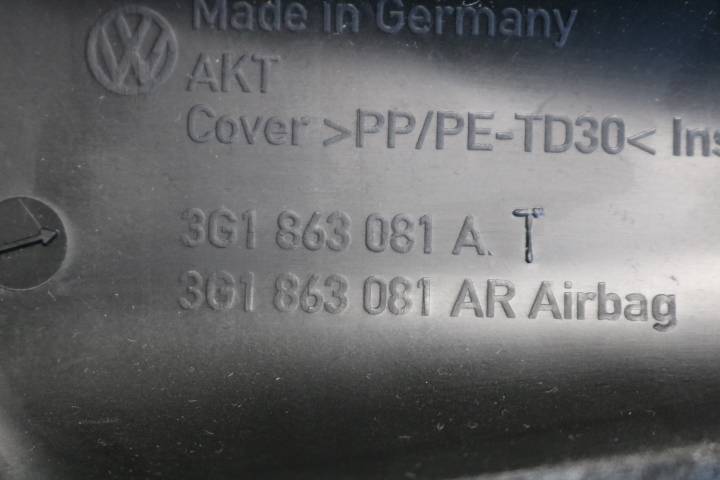 Made in Germany
AKT
Cover >PP/PE-TD30<
3G1 863 081 A. T
3G1 863 081 AR Airbag